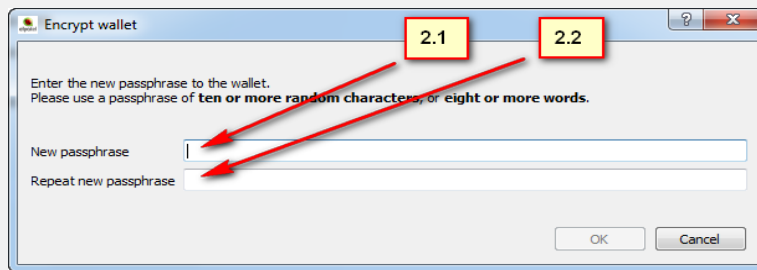 Encrypt wallet
2.1
2.2
Enter the new passphrase to the wallet.
Please use a passphrase of ten or more random characters, or eight or more words.
New passphrase
Repeat new passphrase
OK
Cancel